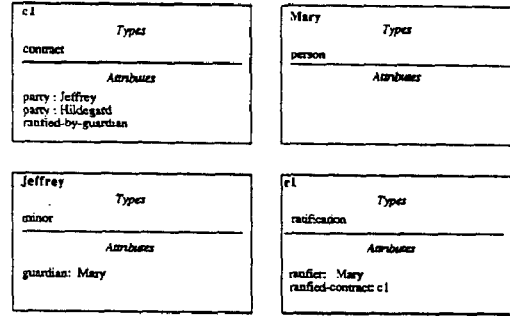 c1
Types
contract
Attributes
party : Jeffrey
party : Hildegard
ratified-by-guardian
Mary
Types
person
Attributes
Jeffrey
Types
minor
Attributes
guardian: Mary
r1
Types
ratification
Attributes
ratifier: Mary
ratified-contract: c1